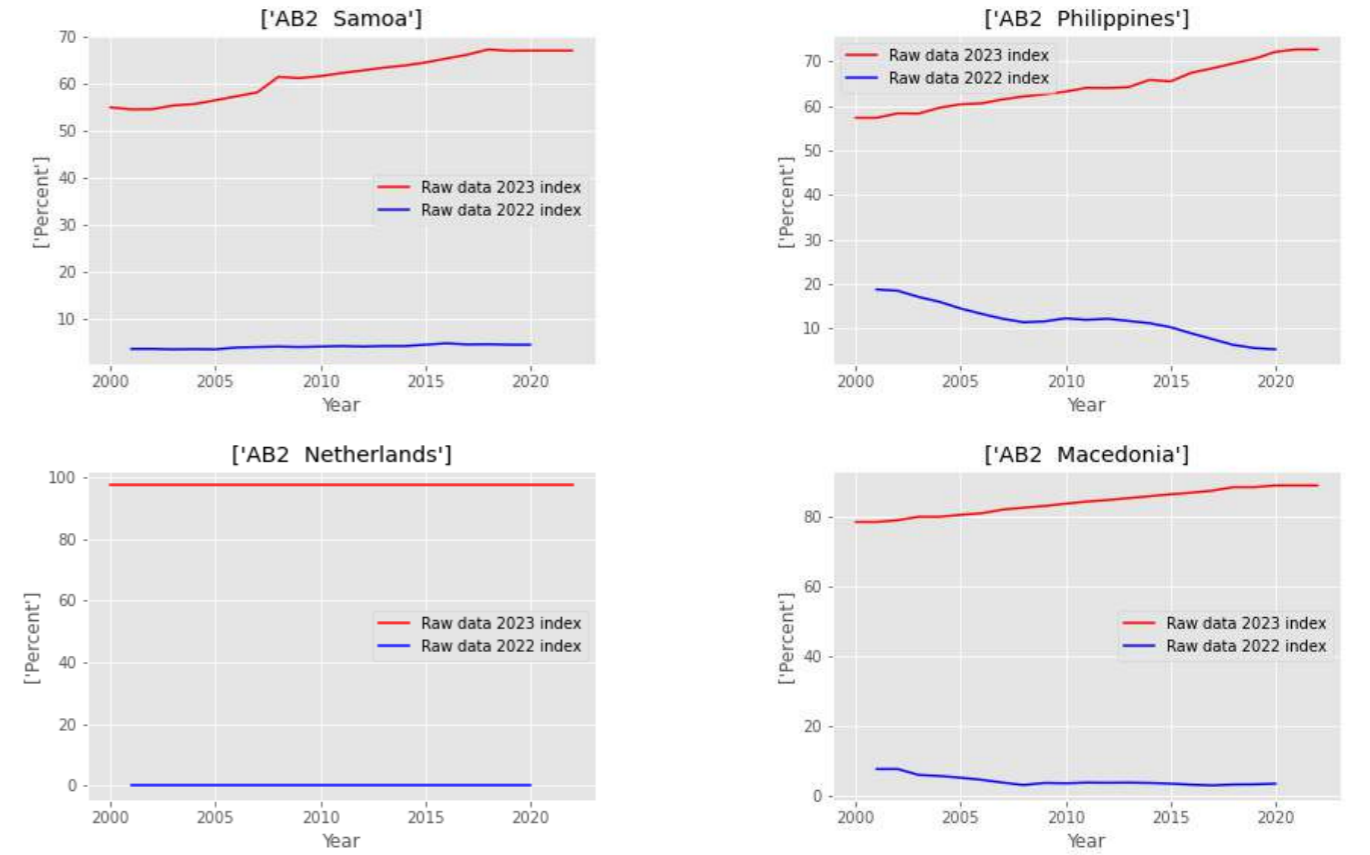 ['AB2  Samoa']
70
60
50
40
30
20
10
['Percent']
Raw data 2023 index
Raw data 2022 index
2000 2005 2010 2015 2020
Year
['AB2  Philippines']
70
60
50
40
30
20
10
['Percent']
Raw data 2023 index
Raw data 2022 index
2000 2005 2010 2015 2020
Year
['AB2  Netherlands']
100
80
60
40
20
0
['Percent']
Raw data 2023 index
Raw data 2022 index
2000 2005 2010 2015 2020
Year
['AB2  Macedonia']
80
60
40
20
0
['Percent']
Raw data 2023 index
Raw data 2022 index
2000 2005 2010 2015 2020
Year